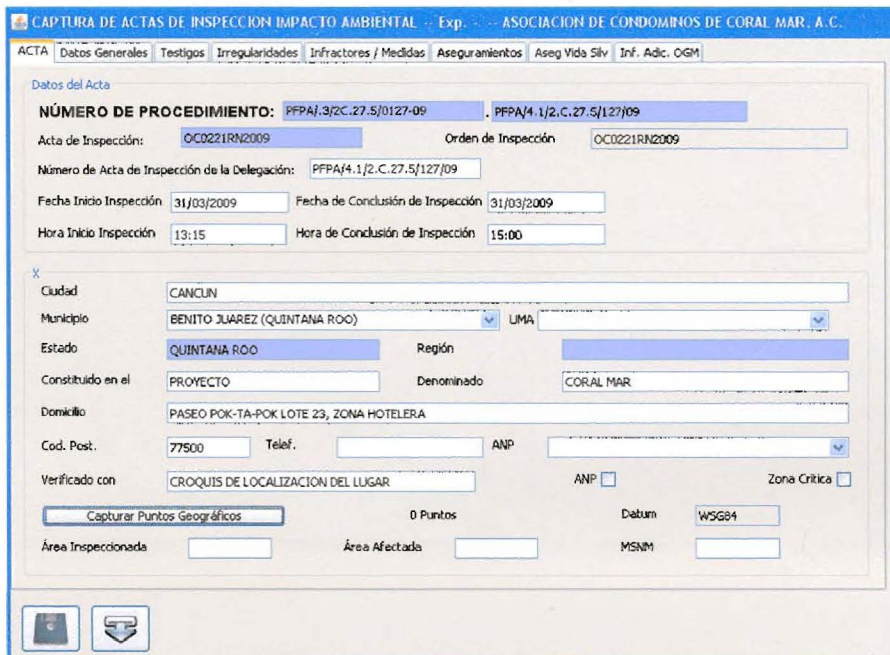 CAPTURA DE ACTAS DE INSPECCION IMPACTO AMBIENTAL -- Exp. - -- ASOCIACION DE CONDOMINOS DE CORAL MAR, A.C.
ACTA Datos Generales Testigos Irregularidades Infractores / Medidas Aseguramientos Aseg Vida Silv Inf. Adic. OGM
Datos del Acta
NÚMERO DE PROCEDIMIENTO: PFPA/.3/2C.27.5/0127-09 . PFPA/4.1/2.C.27.5/127/09
Acta de Inspección: OC0221RN2009 Orden de Inspección OC0221RN2009
Número de Acta de Inspección de la Delegación: PFPA/4.1/2.C.27.5/127/09
Fecha Inicio Inspección 31/03/2009 Fecha de Conclusión de Inspección 31/03/2009
Hora Inicio Inspección 13:15 Hora de Conclusión de Inspección 15:00
X
Ciudad CANCUN
Municipio BENITO JUAREZ (QUINTANA ROO) UMA
Estado QUINTANA ROO Región
Constituido en el PROYECTO Denominado CORAL MAR
Domicilio PASEO POK-TA-POK LOTE 23, ZONA HOTELERA
Cod. Post. 77500 Telef. ANP
Verificado con CROQUIS DE LOCALIZACION DEL LUGAR ANP Zona Crítica
Capturar Puntos Geográficos 0 Puntos Datum WSG84
Área Inspeccionada Área Afectada MSNM